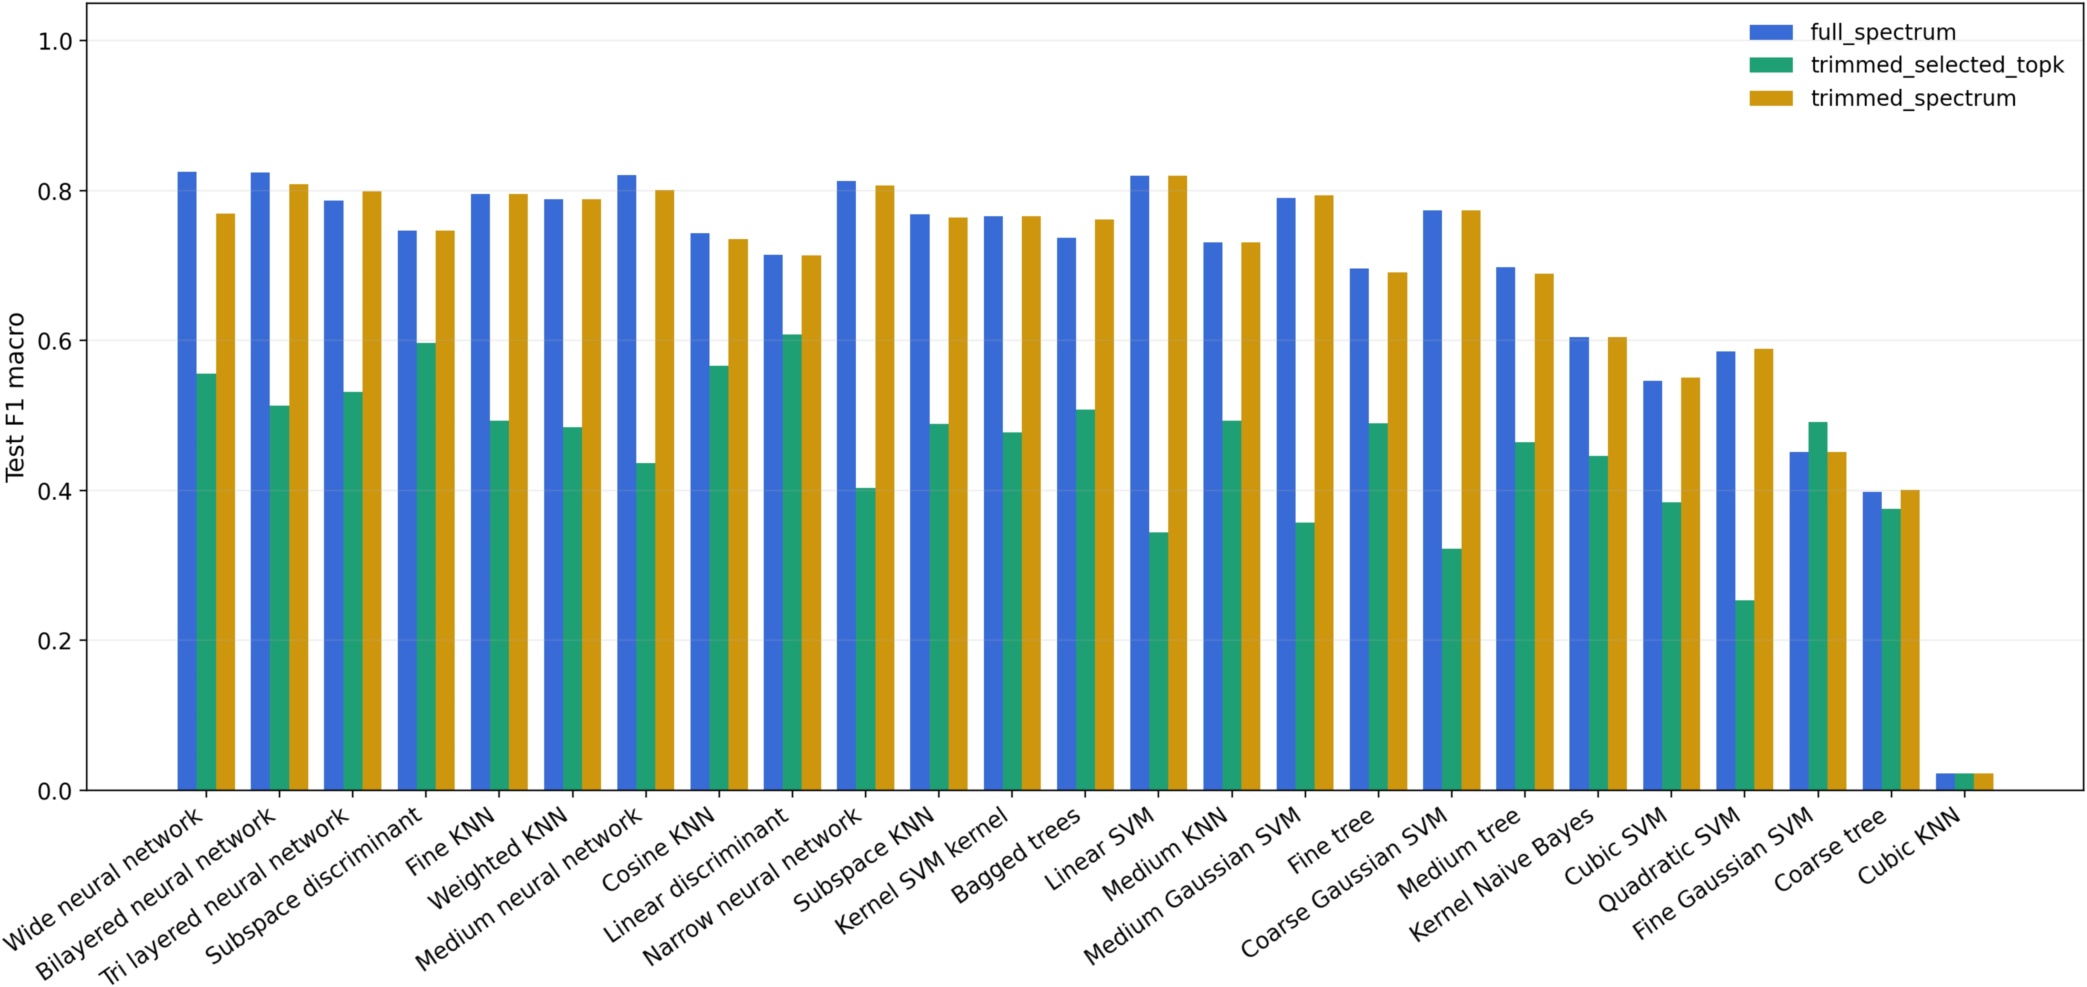 1.0
0.8
0.6
0.4
0.2
0.0
Test F1 macro
full_spectrum
trimmed_selected_topk
trimmed_spectrum
Wide neural network
Bilayered neural network
Tri layered neural network
Subspace discriminant
Fine KNN
Weighted KNN
Medium neural network
Cosine KNN
Linear discriminant
Narrow neural network
Subspace KNN
Kernel SVM kernel
Bagged trees
Linear SVM
Medium KNN
Medium Gaussian SVM
Fine tree
Coarse Gaussian SVM
Medium tree
Kernel Naive Bayes
Cubic SVM
Quadratic SVM
Fine Gaussian SVM
Coarse tree
Cubic KNN